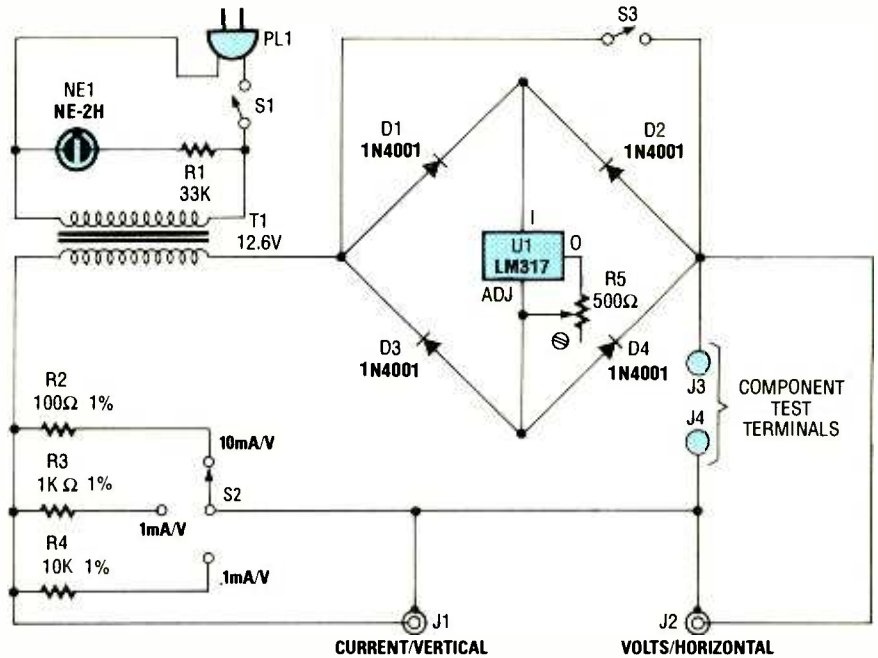 PL1
S3
S1
NE1
NE-2H
R1
33K
D1
1N4001
D2
1N4001
T1
12.6V
I
U1
LM317
O
ADJ
R5
500Ω
D3
1N4001
D4
1N4001
J3
J4
COMPONENT
TEST
TERMINALS
R2
100Ω 1%
10mA/V
R3
1KΩ 1%
S2
1mA/V
R4
10K 1%
.1mA/V
J1
CURRENT/VERTICAL
J2
VOLTS/HORIZONTAL